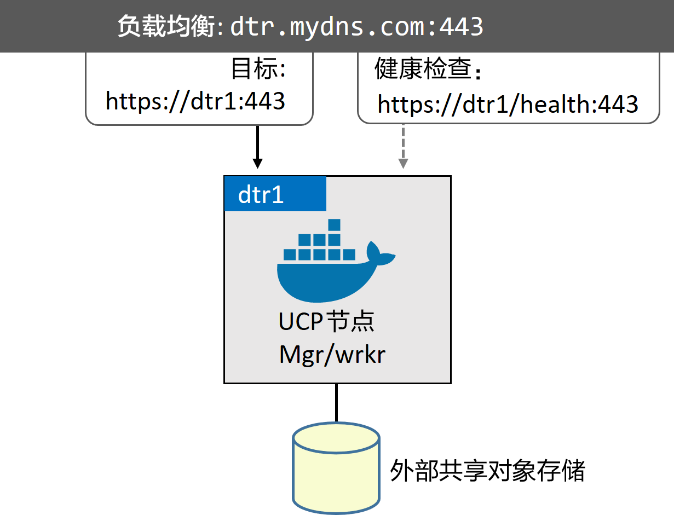 负载均衡: dtr.mydns.com:443
目标:
https://dtr1:443
健康检查：
https://dtr1/health:443
dtr1
UCP节点
Mgr/wrkr
外部共享对象存储